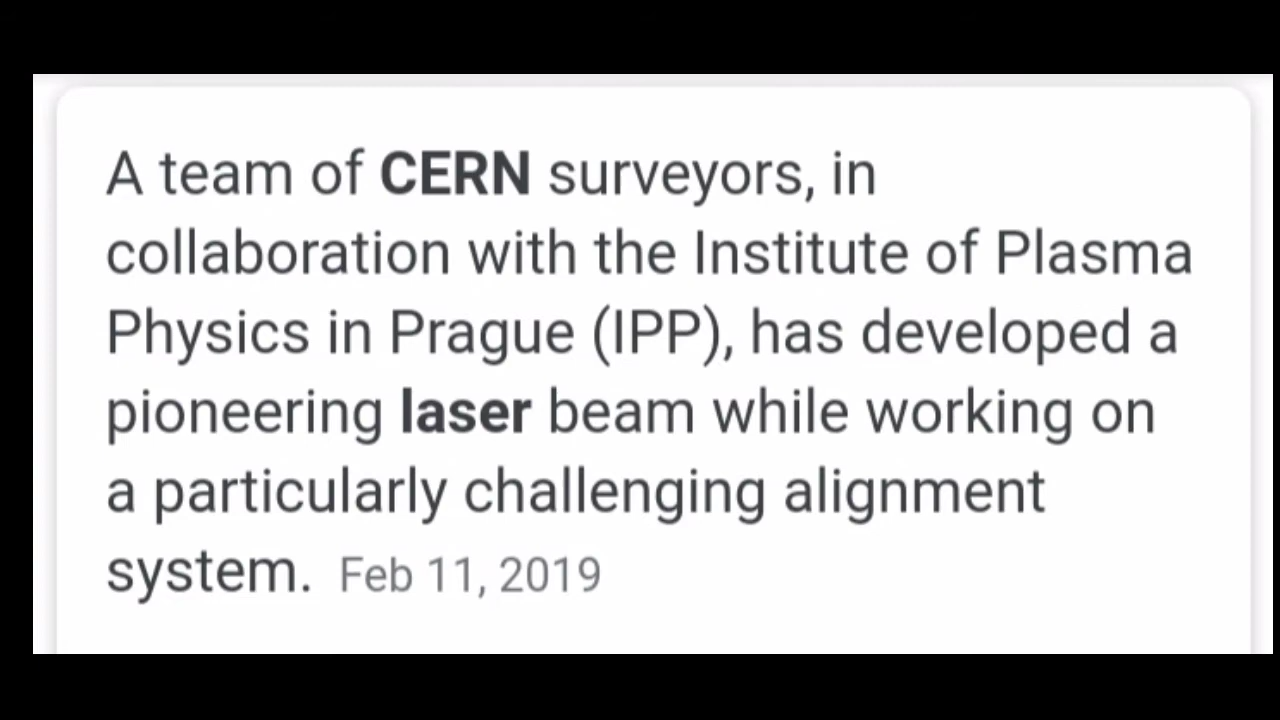 A team of CERN surveyors, in
collaboration with the Institute of Plasma
Physics in Prague (IPP), has developed a
pioneering laser beam while working on
a particularly challenging alignment
system. Feb 11, 2019